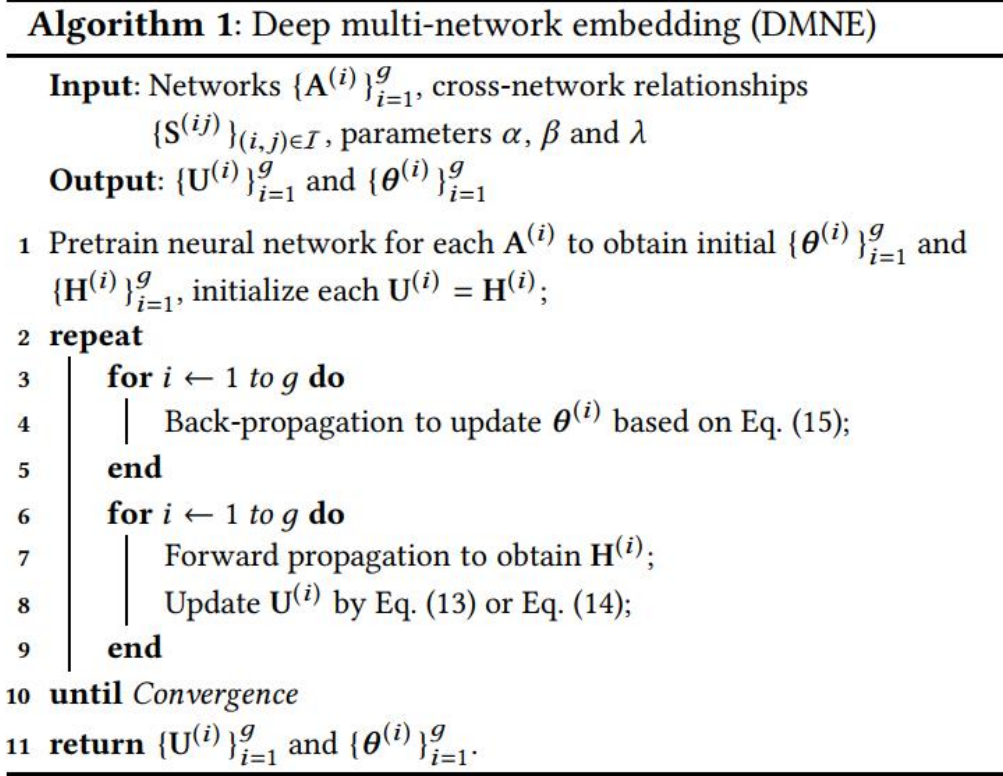 Algorithm 1: Deep multi-network embedding (DMNE)
Input: Networks {A^(i)}_{i=1}^g, cross-network relationships
{S^(ij)}_{(i,j)∈I}, parameters α, β and λ
Output: {U^(i)}_{i=1}^g and {θ^(i)}_{i=1}^g
1 Pretrain neural network for each A^(i) to obtain initial {θ^(i)}_{i=1}^g and
{H^(i)}_{i=1}^g, initialize each U^(i) = H^(i);
2 repeat
3 for i ← 1 to g do
4 Back-propagation to update θ^(i) based on Eq. (15);
5 end
6 for i ← 1 to g do
7 Forward propagation to obtain H^(i);
8 Update U^(i) by Eq. (13) or Eq. (14);
9 end
10 until Convergence
11 return {U^(i)}_{i=1}^g and {θ^(i)}_{i=1}^g.